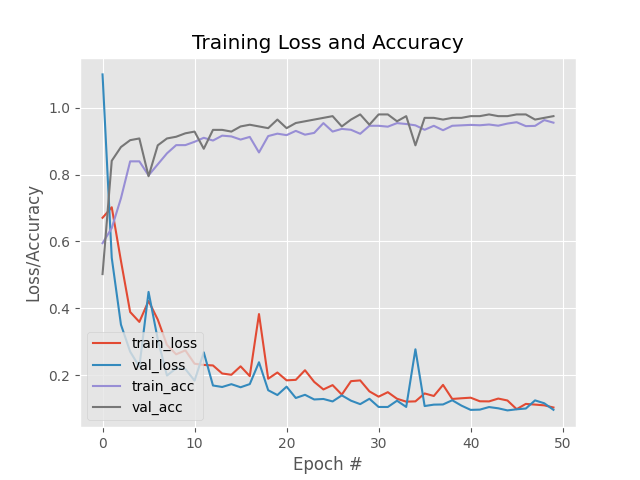 Training Loss and Accuracy
Loss/Accuracy
1.0
0.8
0.6
0.4
0.2
train_loss
val_loss
train_acc
val_acc
0 10 20 30 40 50
Epoch #